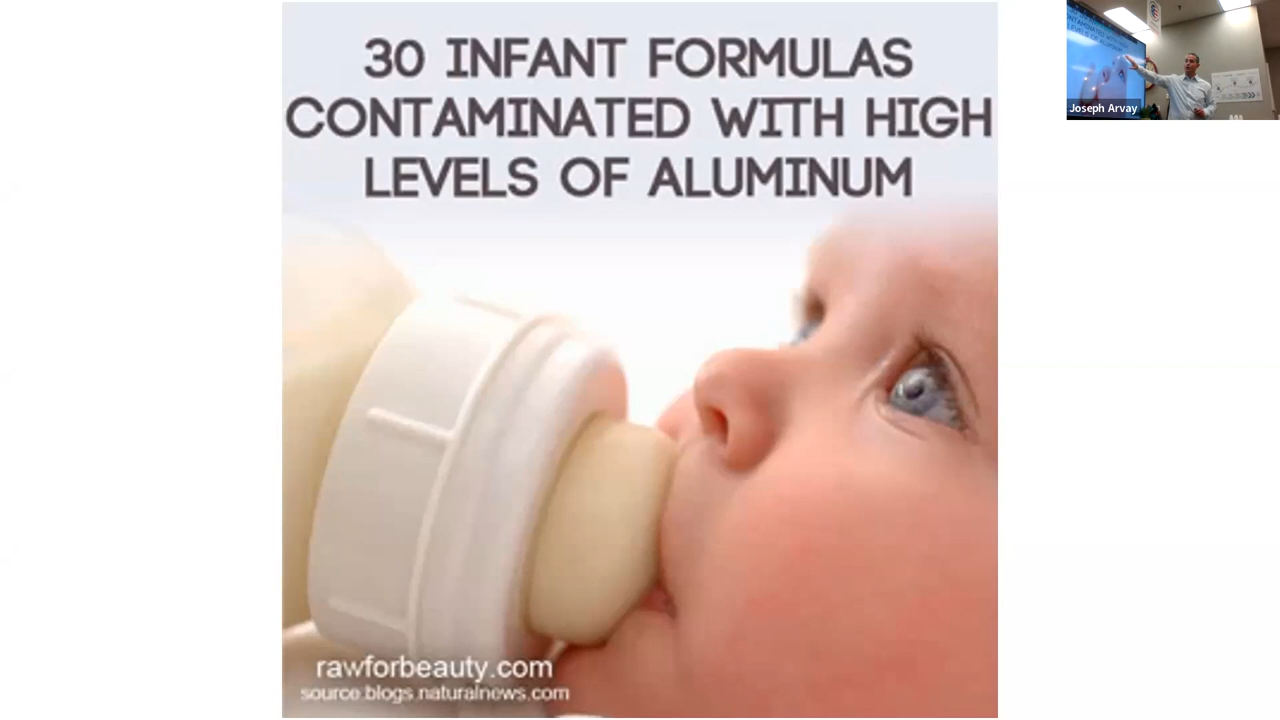 30 INFANT FORMULAS
CONTAMINATED WITH HIGH
LEVELS OF ALUMINUM
rawforbeauty.com
source:blogs.naturalnews.com
Joseph Arvay